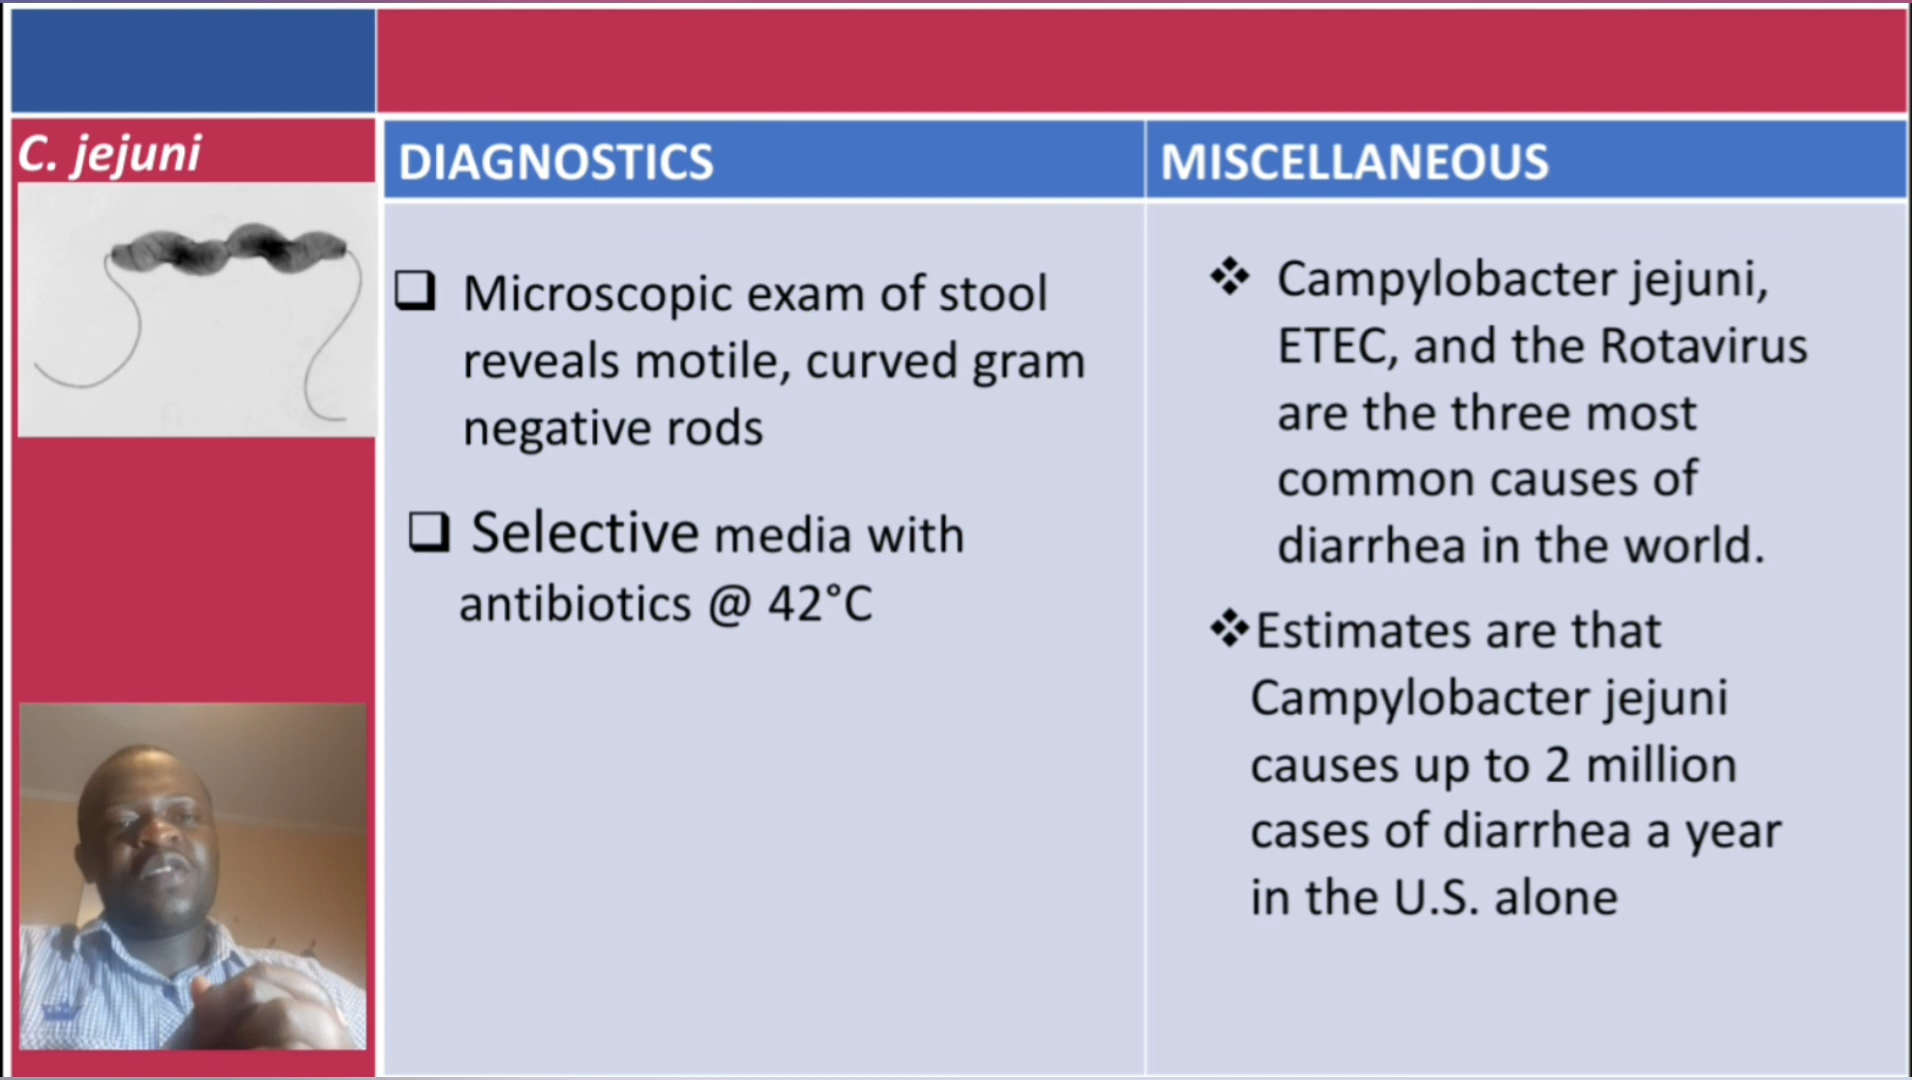 C. jejuni
DIAGNOSTICS
Microscopic exam of stool
reveals motile, curved gram
negative rods
Selective media with
antibiotics @ 42°C
MISCELLANEOUS
Campylobacter jejuni,
ETEC, and the Rotavirus
are the three most
common causes of
diarrhea in the world.
Estimates are that
Campylobacter jejuni
causes up to 2 million
cases of diarrhea a year
in the U.S. alone